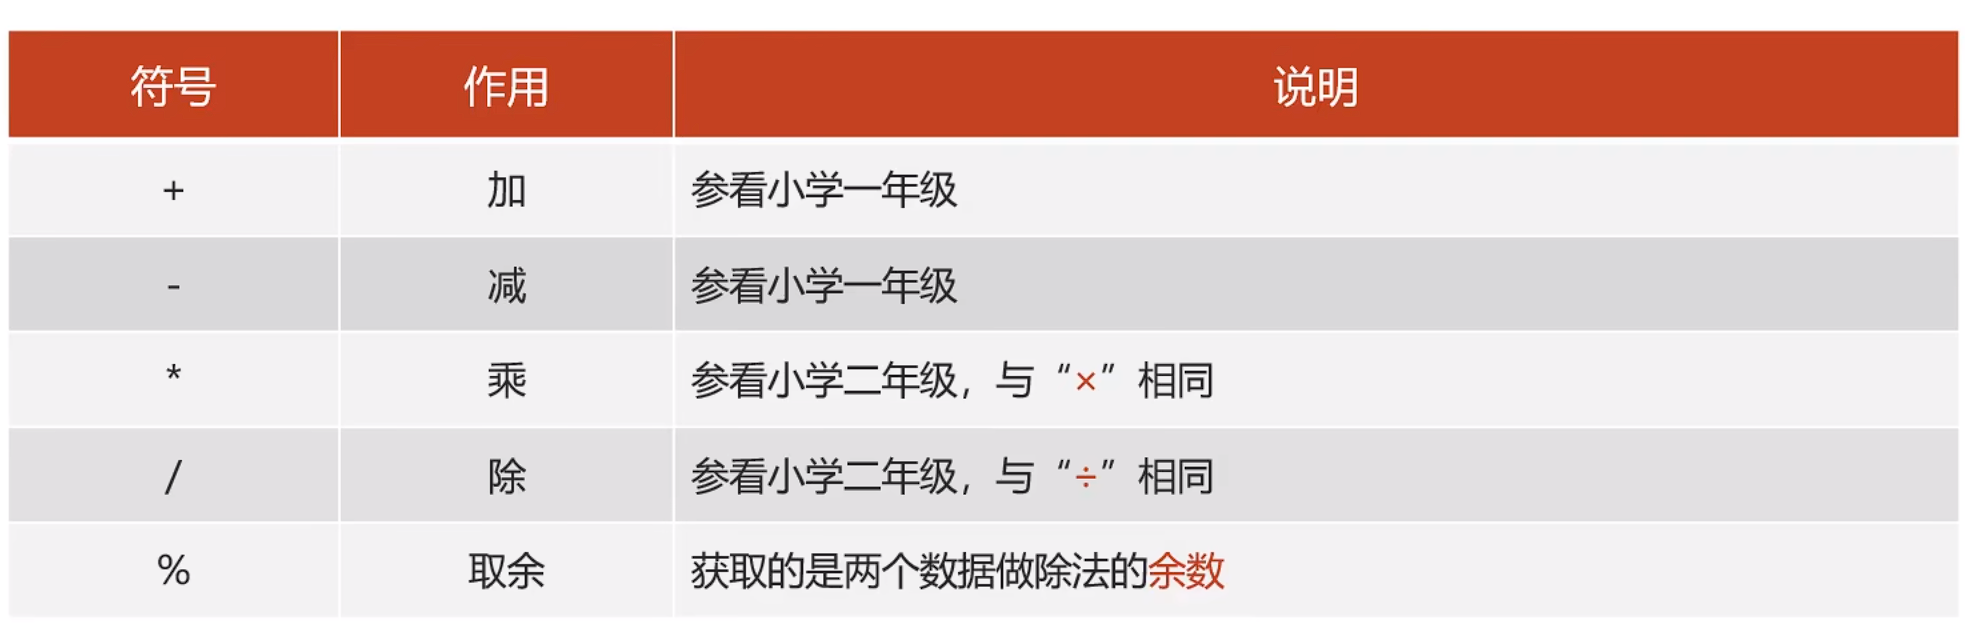 符号 作用 说明
+ 加 参看小学一年级
- 减 参看小学一年级
* 乘 参看小学二年级，与“×”相同
/ 除 参看小学二年级，与“÷”相同
% 取余 获取的是两个数据做除法的余数